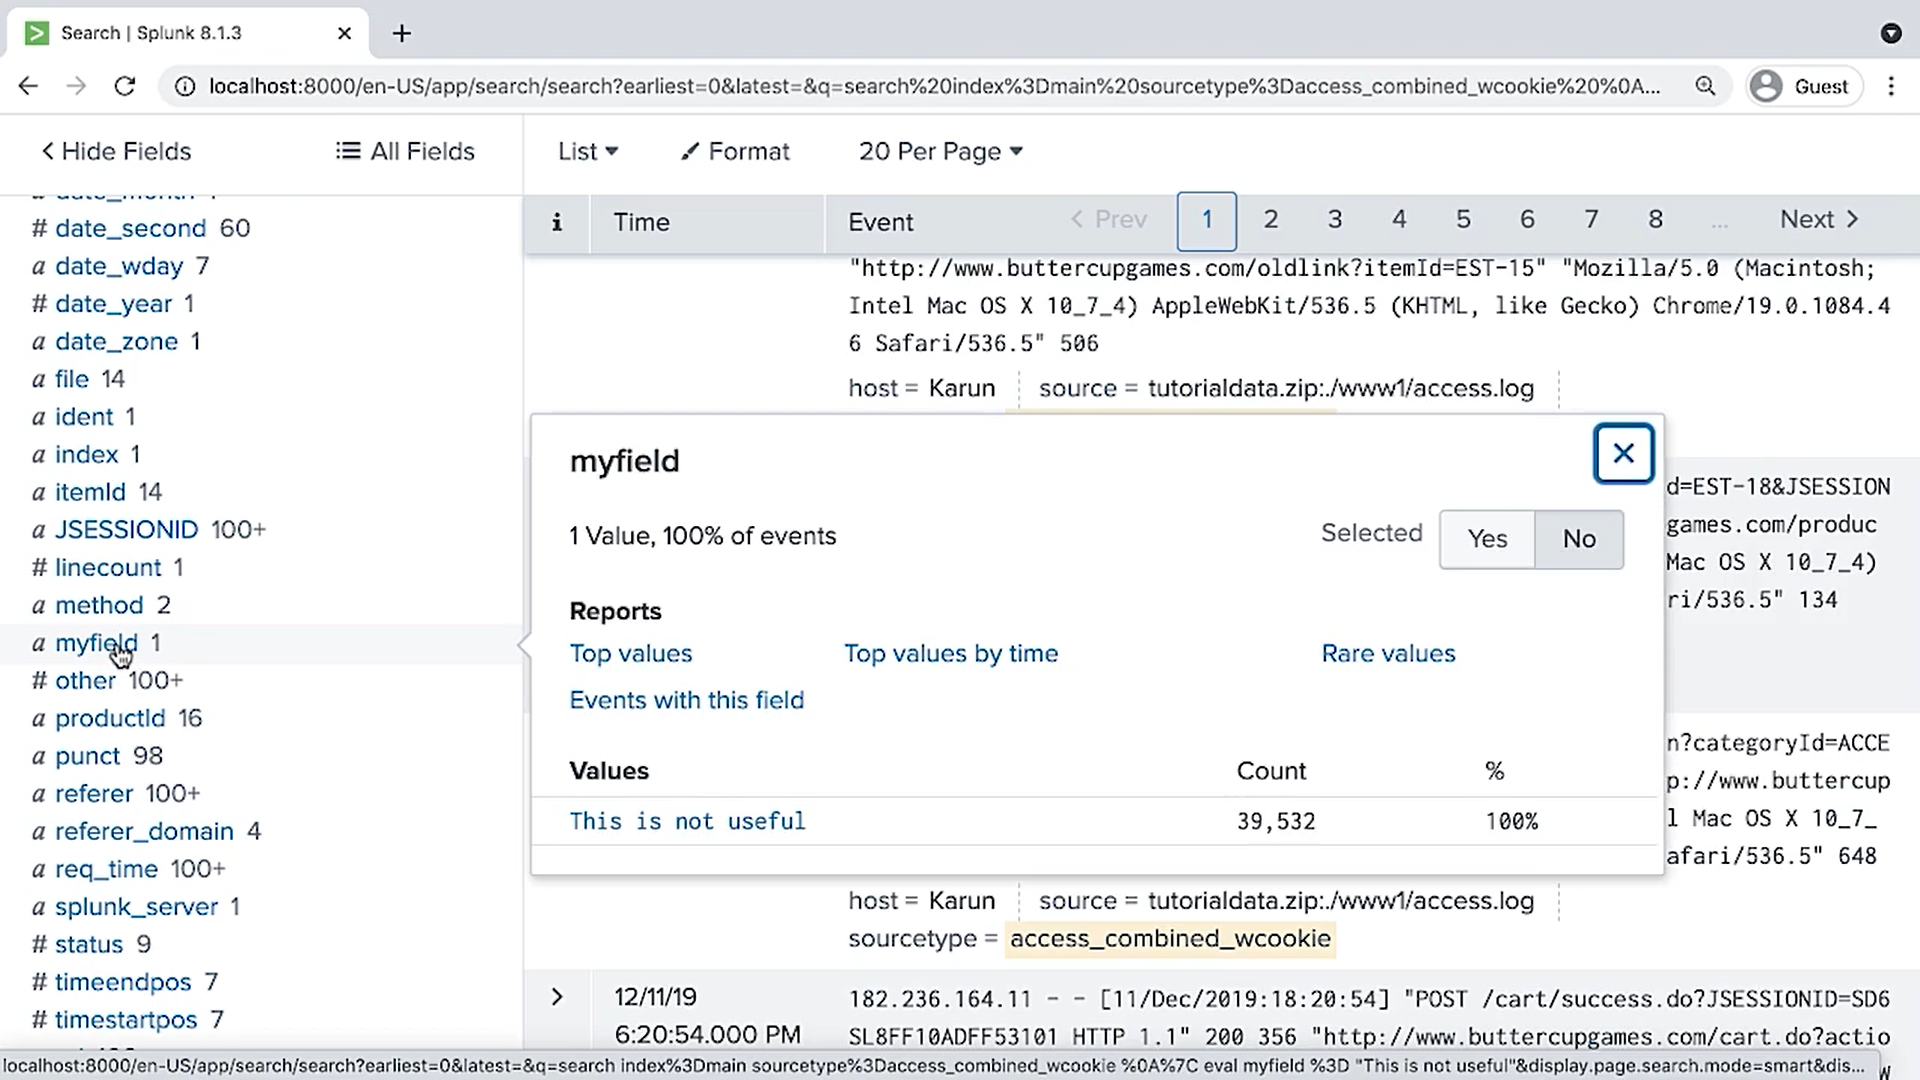 Search | Splunk 8.1.3
localhost:8000/en-US/app/search/search?earliest=0&latest=&q=search%20index%3Dmain%20sourcetype%3Daccess_combined_wcookie%20%0A...
Guest
Hide Fields
All Fields
List
Format
20 Per Page
i
Time
Event
Prev
1
2
3
4
5
6
7
8
...
Next
# date_second 60
a date_wday 7
# date_year 1
a date_zone 1
a file 14
a ident 1
a index 1
a itemId 14
a JSESSIONID 100+
# linecount 1
a method 2
a myfield 1
# other 100+
a productId 16
a punct 98
a referer 100+
a referer_domain 4
a req_time 100+
a splunk_server 1
# status 9
# timeendpos 7
# timestartpos 7
"http://www.buttercupgames.com/oldlink?itemId=EST-15" "Mozilla/5.0 (Macintosh;
Intel Mac OS X 10_7_4) AppleWebKit/536.5 (KHTML, like Gecko) Chrome/19.0.1084.4
6 Safari/536.5" 506
host = Karun
source = tutorialdata.zip:./www1/access.log
myfield
1 Value, 100% of events
Selected
Yes
No
Reports
Top values
Top values by time
Rare values
Events with this field
Values
Count
%
This is not useful
39,532
100%
d=EST-18&JSESSION
games.com/produc
Mac OS X 10_7_4)
ri/536.5" 134
n?categoryId=ACCE
p://www.buttercup
l Mac OS X 10_7_
afari/536.5" 648
host = Karun
source = tutorialdata.zip:./www1/access.log
sourcetype = access_combined_wcookie
12/11/19
6:20:54.000 PM
182.236.164.11 - - [11/Dec/2019:18:20:54] "POST /cart/success.do?JSESSIONID=SD6
SL8FF10ADFF53101 HTTP 1.1" 200 356 "http://www.buttercupgames.com/cart.do?actio
localhost:8000/en-US/app/search/search?earliest=0&latest=&q=search index%3Dmain sourcetype%3Daccess_combined_wcookie %0A%7C eval myfield %3D "This is not useful"&display.page.search.mode=smart&dis...